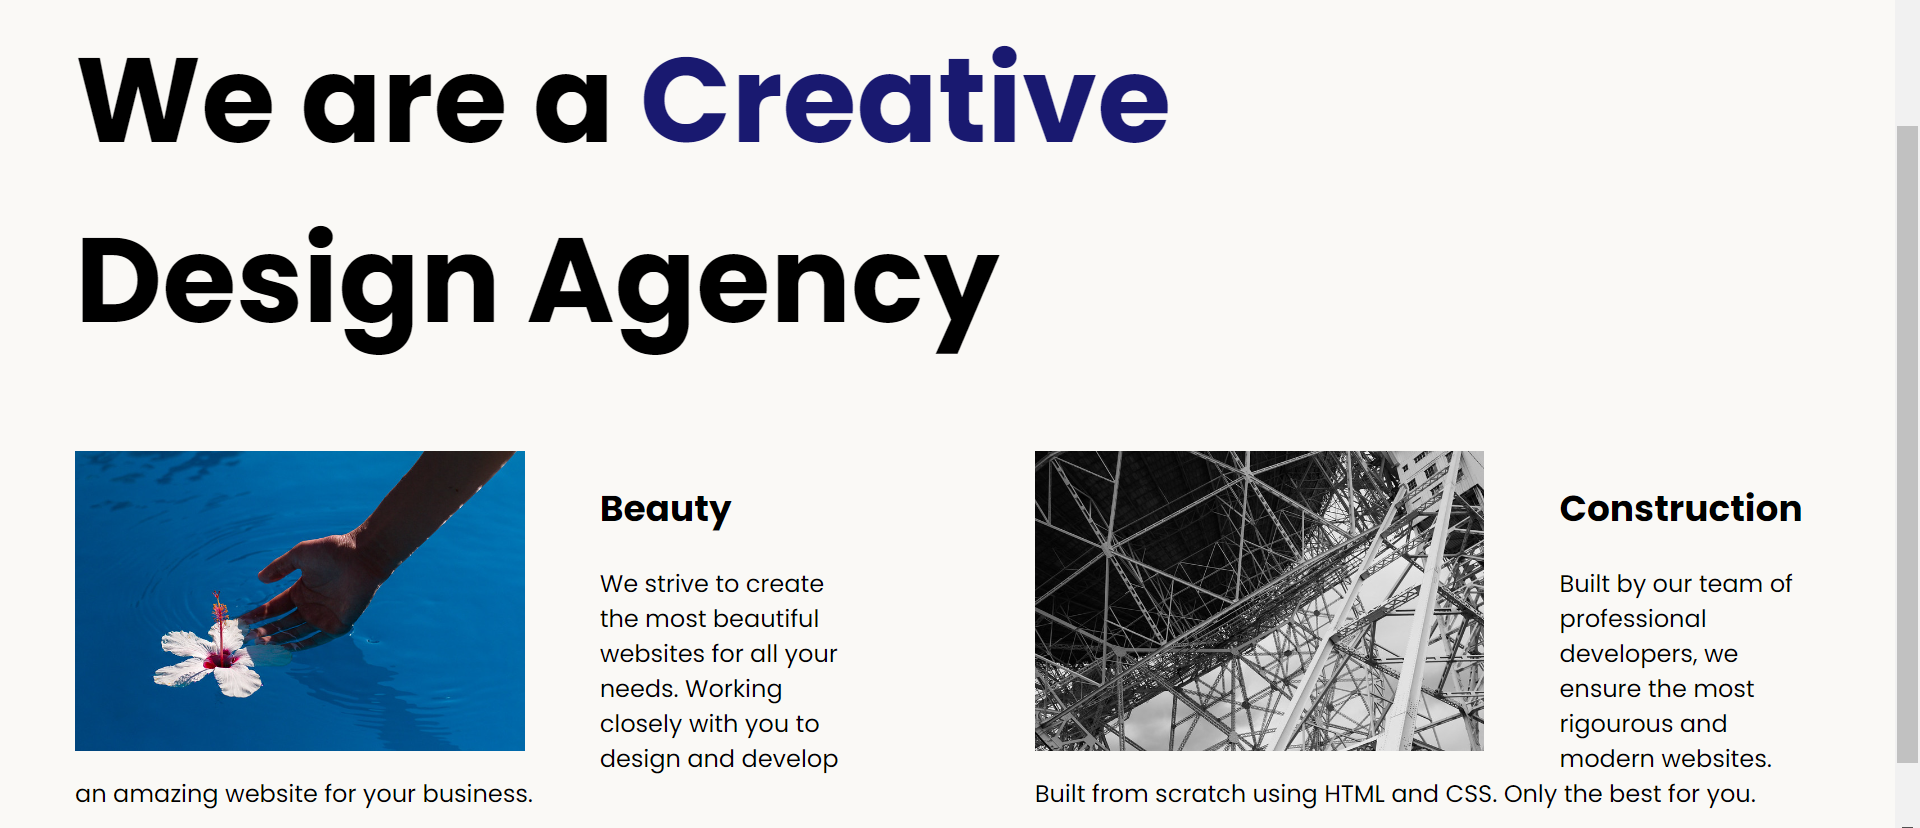 We are a Creative
Design Agency
Beauty
We strive to create
the most beautiful
websites for all your
needs. Working
closely with you to
design and develop
an amazing website for your business.
Construction
Built by our team of
professional
developers, we
ensure the most
rigourous and
modern websites.
Built from scratch using HTML and CSS. Only the best for you.